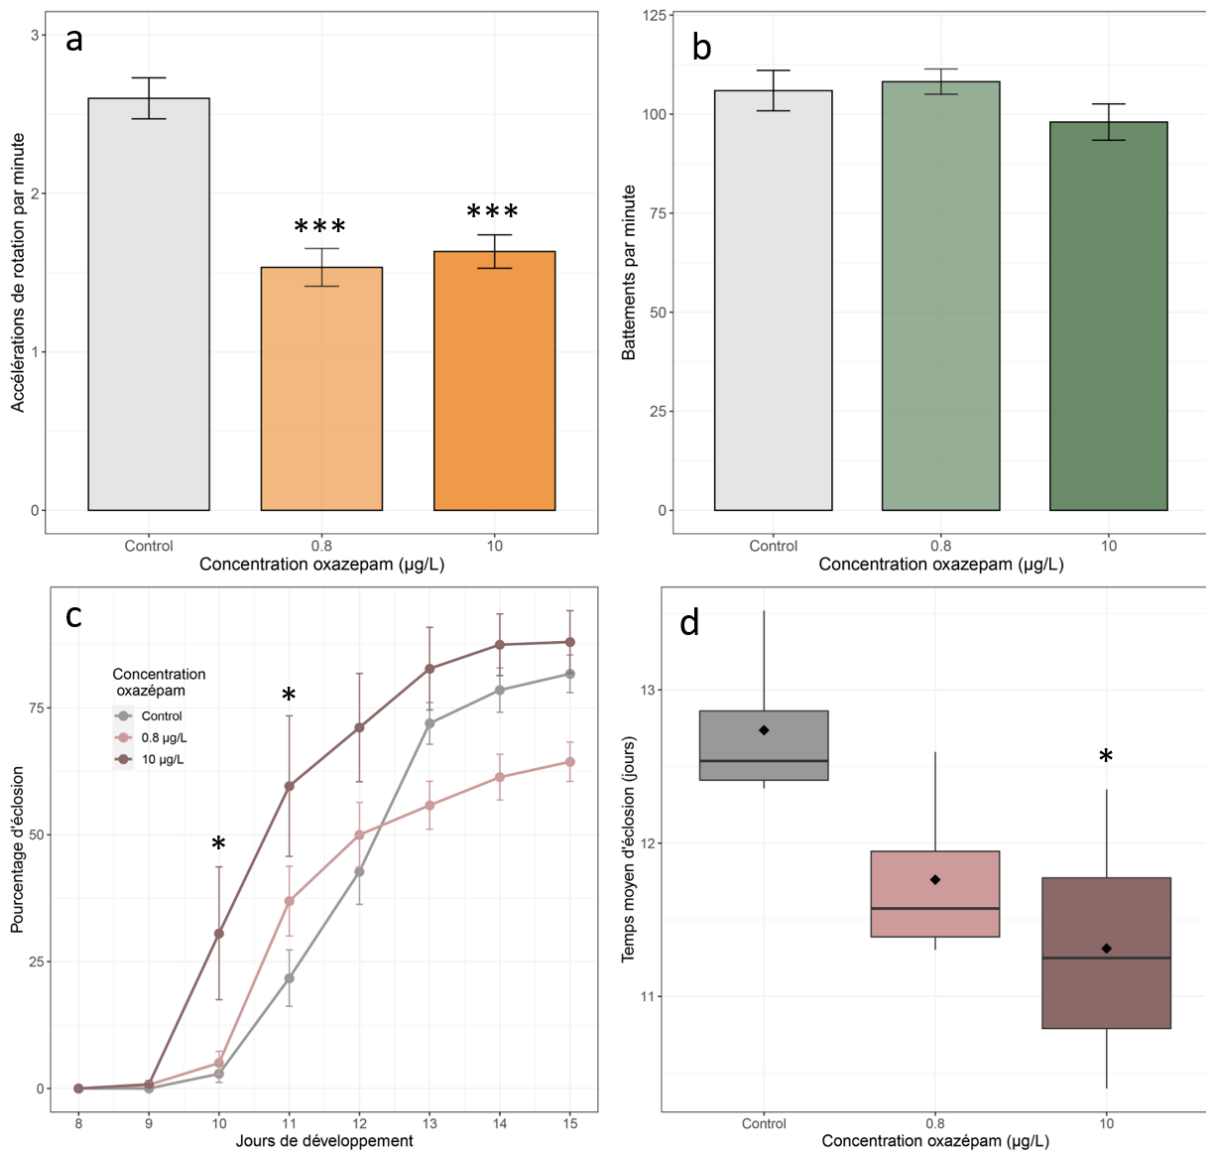 a
Accélérations de rotation par minute
3
2
1
0
***
***
Control
0.8
10
Concentration oxazepam (µg/L)
b
Battements par minute
125
100
75
50
25
0
Control
0.8
10
Concentration oxazepam (µg/L)
c
Pourcentage d'éclosion
75
50
25
0
Concentration
oxazépam
Control
0.8 µg/L
10 µg/L
*
*
8
9
10
11
12
13
14
15
Jours de développement
d
Temps moyen d'éclosion (jours)
13
12
11
*
Control
0.8
10
Concentration oxazépam (µg/L)